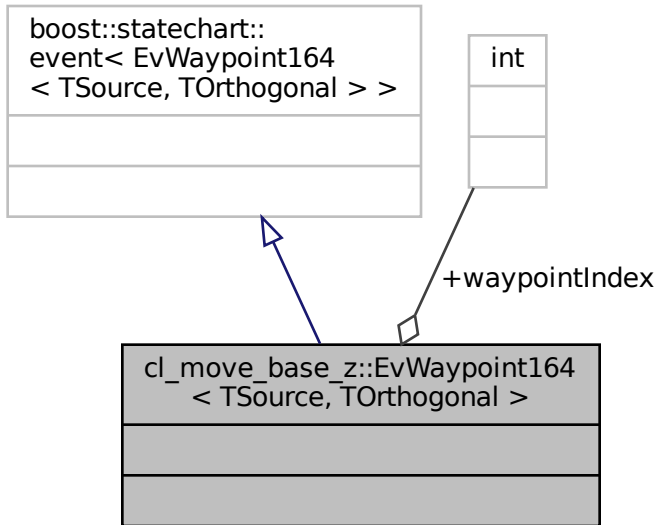 boost::statechart::
event< EvWaypoint164
< TSource, TOrthogonal > >
int
+waypointIndex
cl_move_base_z::EvWaypoint164
< TSource, TOrthogonal >